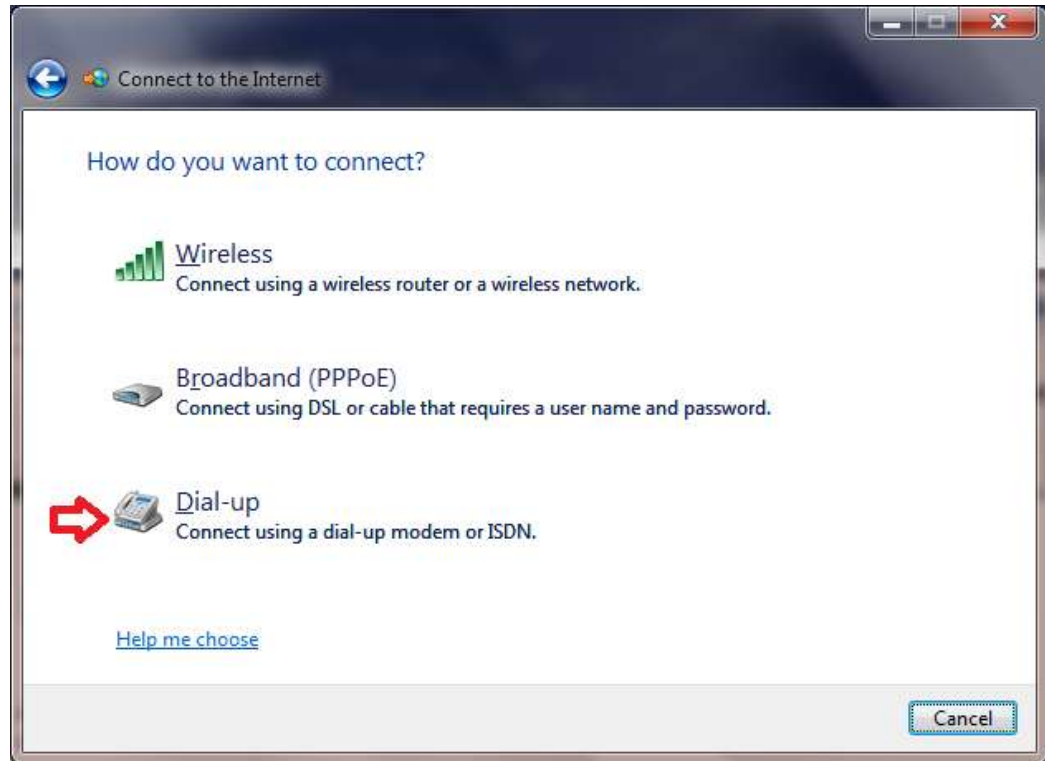 Connect to the Internet
How do you want to connect?
Wireless
Connect using a wireless router or a wireless network.
Broadband (PPPoE)
Connect using DSL or cable that requires a user name and password.
Dial-up
Connect using a dial-up modem or ISDN.
Help me choose
Cancel